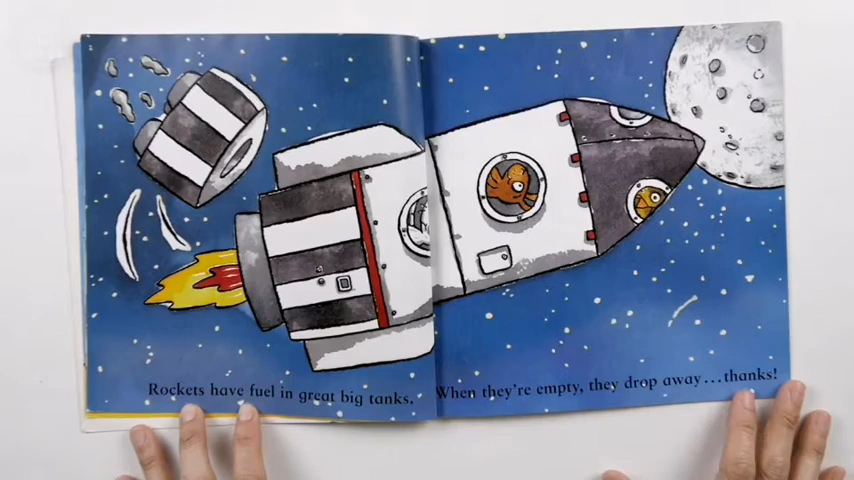 Rockets have fuel in great big tanks.
When they're empty, they drop away...thanks!